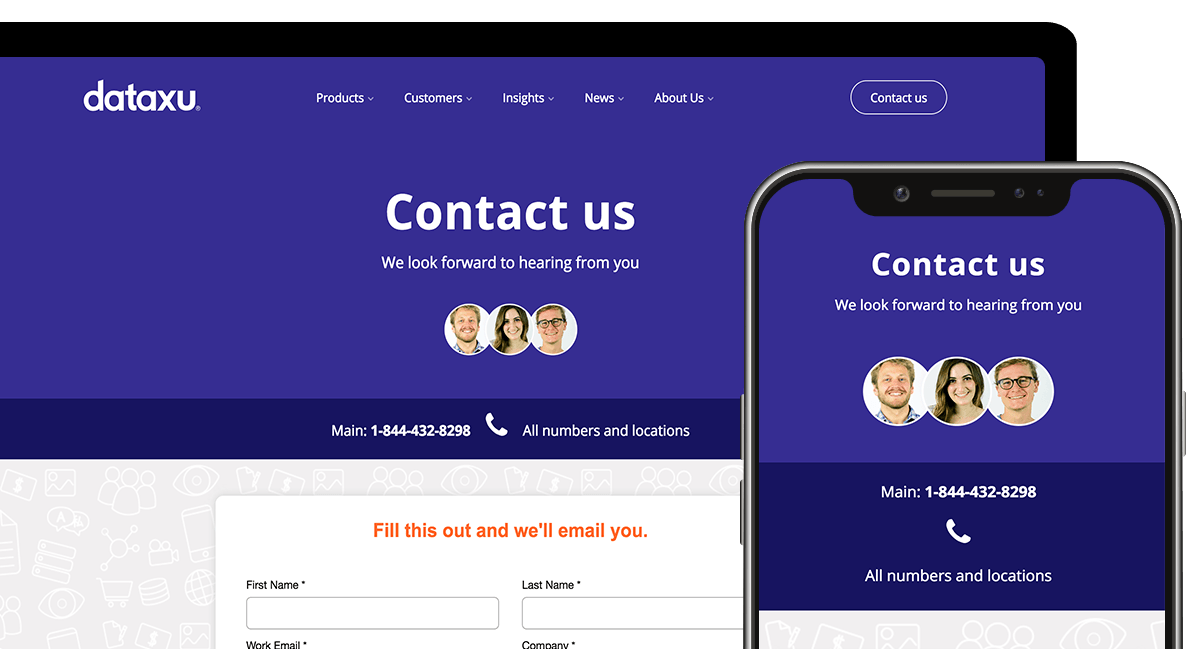 dataxu®
Products
Customers
Insights
News
About Us
Contact us
Contact us
We look forward to hearing from you
Main: 1-844-432-8298
All numbers and locations
Fill this out and we'll email you.
First Name *
Last Name *
Work Email *
Company *
Contact us
We look forward to hearing from you
Main: 1-844-432-8298
All numbers and locations